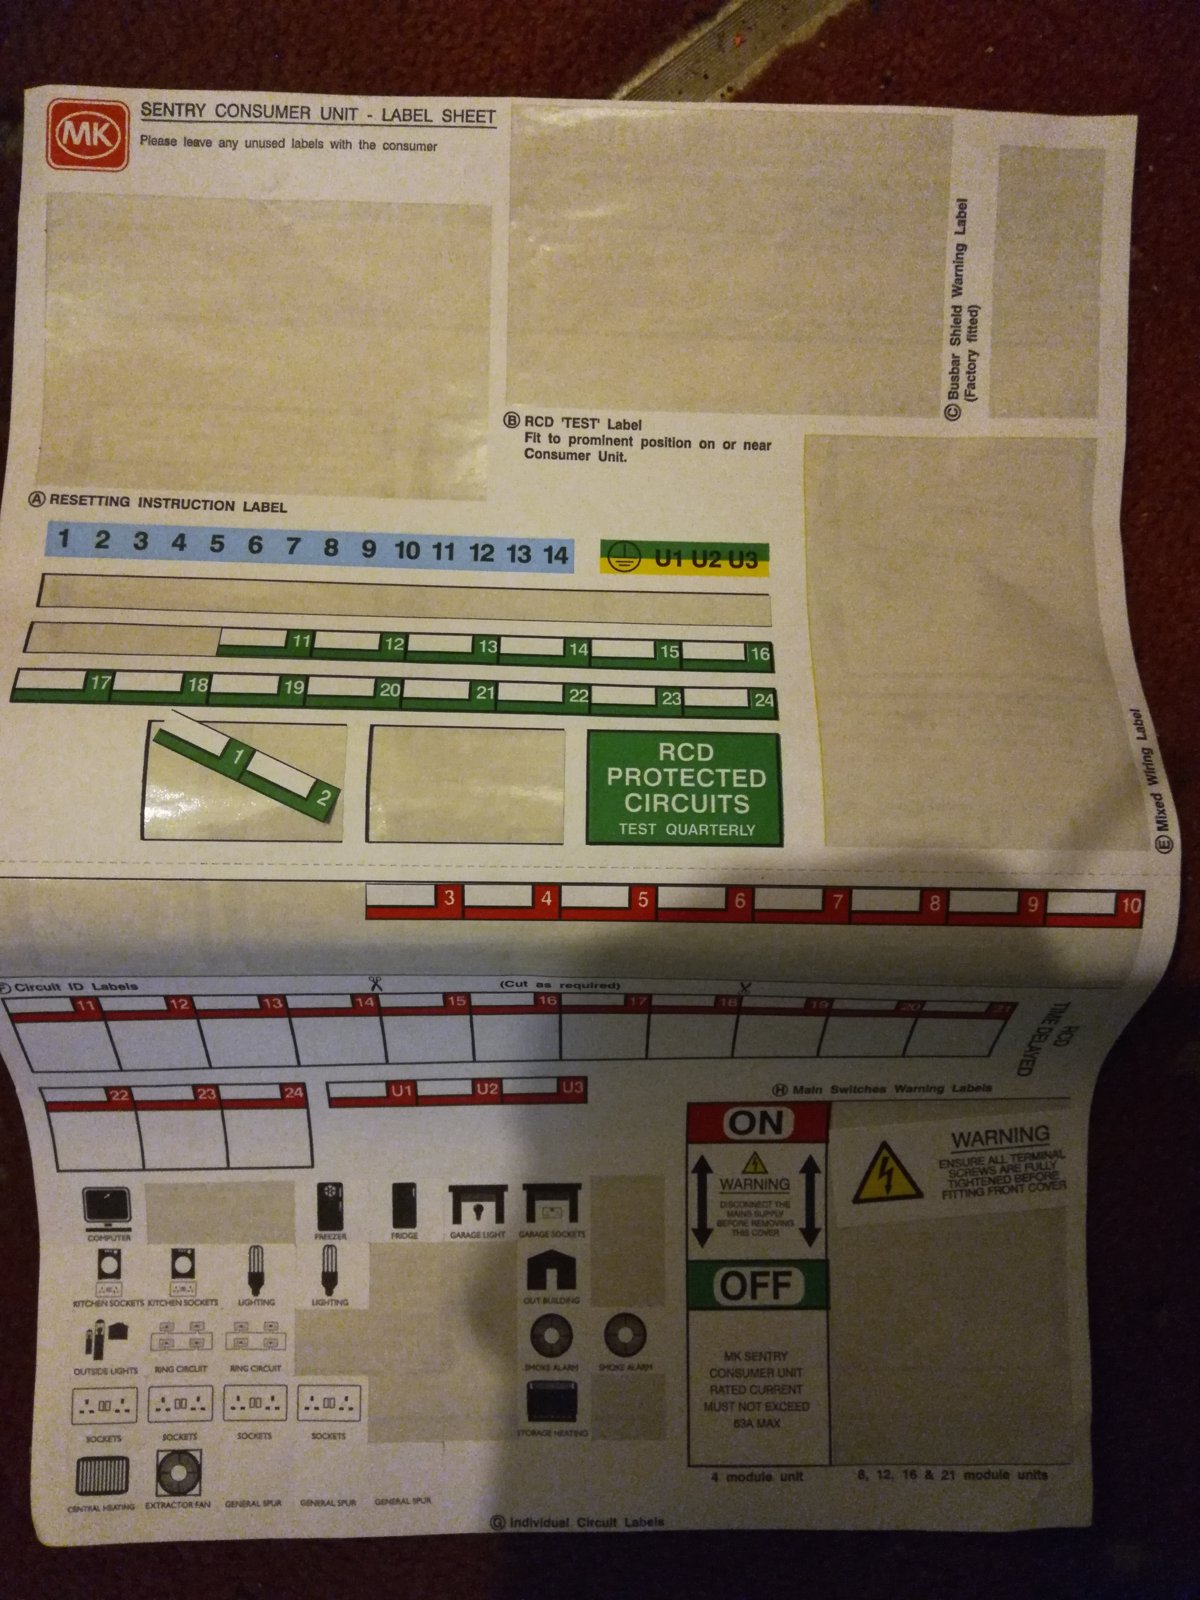 MK
SENTRY CONSUMER UNIT - LABEL SHEET
Please leave any unused labels with the consumer
Ⓒ Busbar Shield Warning Label
(Factory fitted)
Ⓑ RCD 'TEST' Label
Fit to prominent position on or near
Consumer Unit.
Ⓐ RESETTING INSTRUCTION LABEL
1 2 3 4 5 6 7 8 9 10 11 12 13 14
U1 U2 U3
11 12 13 14 15 16
17 18 19 20 21 22 23 24
1 2
RCD
PROTECTED
CIRCUITS
TEST QUARTERLY
Ⓔ Mixed Wiring Label
3 4 5 6 7 8 9 10
Ⓕ Circuit ID Labels
(Cut as required)
11 12 13 14 15 16 17 18 19 20 21
RCD
TIME DELAYED
22 23 24
U1 U2 U3
Ⓗ Main Switches Warning Labels
ON
WARNING
DISCONNECT THE
MAINS SUPPLY
BEFORE REMOVING
THIS COVER
OFF
MK SENTRY
CONSUMER UNIT
RATED CURRENT
MUST NOT EXCEED
63A MAX
4 module unit
WARNING
ENSURE ALL TERMINAL
SCREWS ARE FULLY
TIGHTENED BEFORE
FITTING FRONT COVER
8, 12, 16 & 21 module units
COMPUTER FREEZER FRIDGE GARAGE LIGHT GARAGE SOCKETS
KITCHEN SOCKETS KITCHEN SOCKETS LIGHTING LIGHTING OUT BUILDING
OUTSIDE LIGHTS RING CIRCUIT RING CIRCUIT SMOKE ALARM SMOKE ALARM
SOCKETS SOCKETS SOCKETS SOCKETS STORAGE HEATING
CENTRAL HEATING EXTRACTOR FAN GENERAL SPUR GENERAL SPUR GENERAL SPUR
Ⓖ Individual Circuit Labels